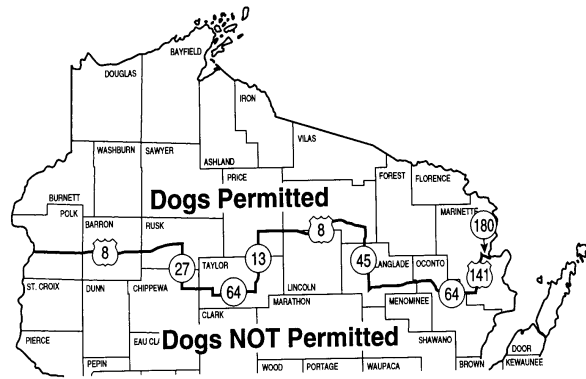 BAYFIELD
DOUGLAS
IRON
VILAS
WASHBURN
SAWYER
ASHLAND
PRICE
FOREST
FLORENCE
Dogs Permitted
BURNETT
POLK
MARINETTE
BARRON
RUSK
8
180
8
13
TAYLOR
45
LANGLADE
OCONTO
27
141
ST. CROIX
DUNN
CHIPPEWA
64
LINCOLN
64
MARATHON
MENOMINEE
CLARK
Dogs NOT Permitted
PIERCE
EAU CLA
SHAWANO
DOOR
PEPIN
WOOD
PORTAGE
WAUPACA
BROWN
KEWAUNEE